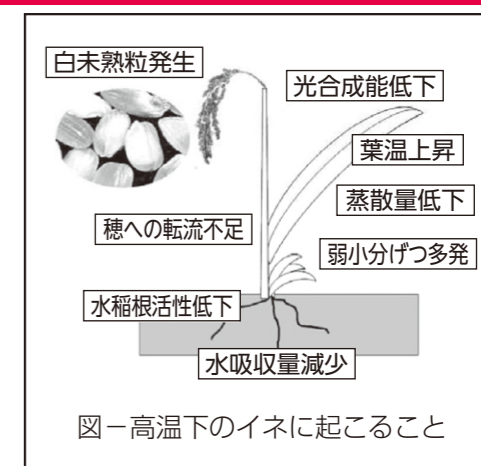 白未熟粒発生
光合成能低下
葉温上昇
蒸散量低下
穂への転流不足
弱小分げつ多発
水稲根活性低下
水吸収量減少
図－高温下のイネに起こること